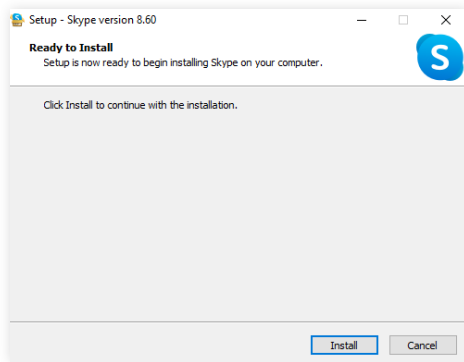 Setup - Skype version 8.60
Ready to Install
Setup is now ready to begin installing Skype on your computer.
S
Click Install to continue with the installation.
Install
Cancel